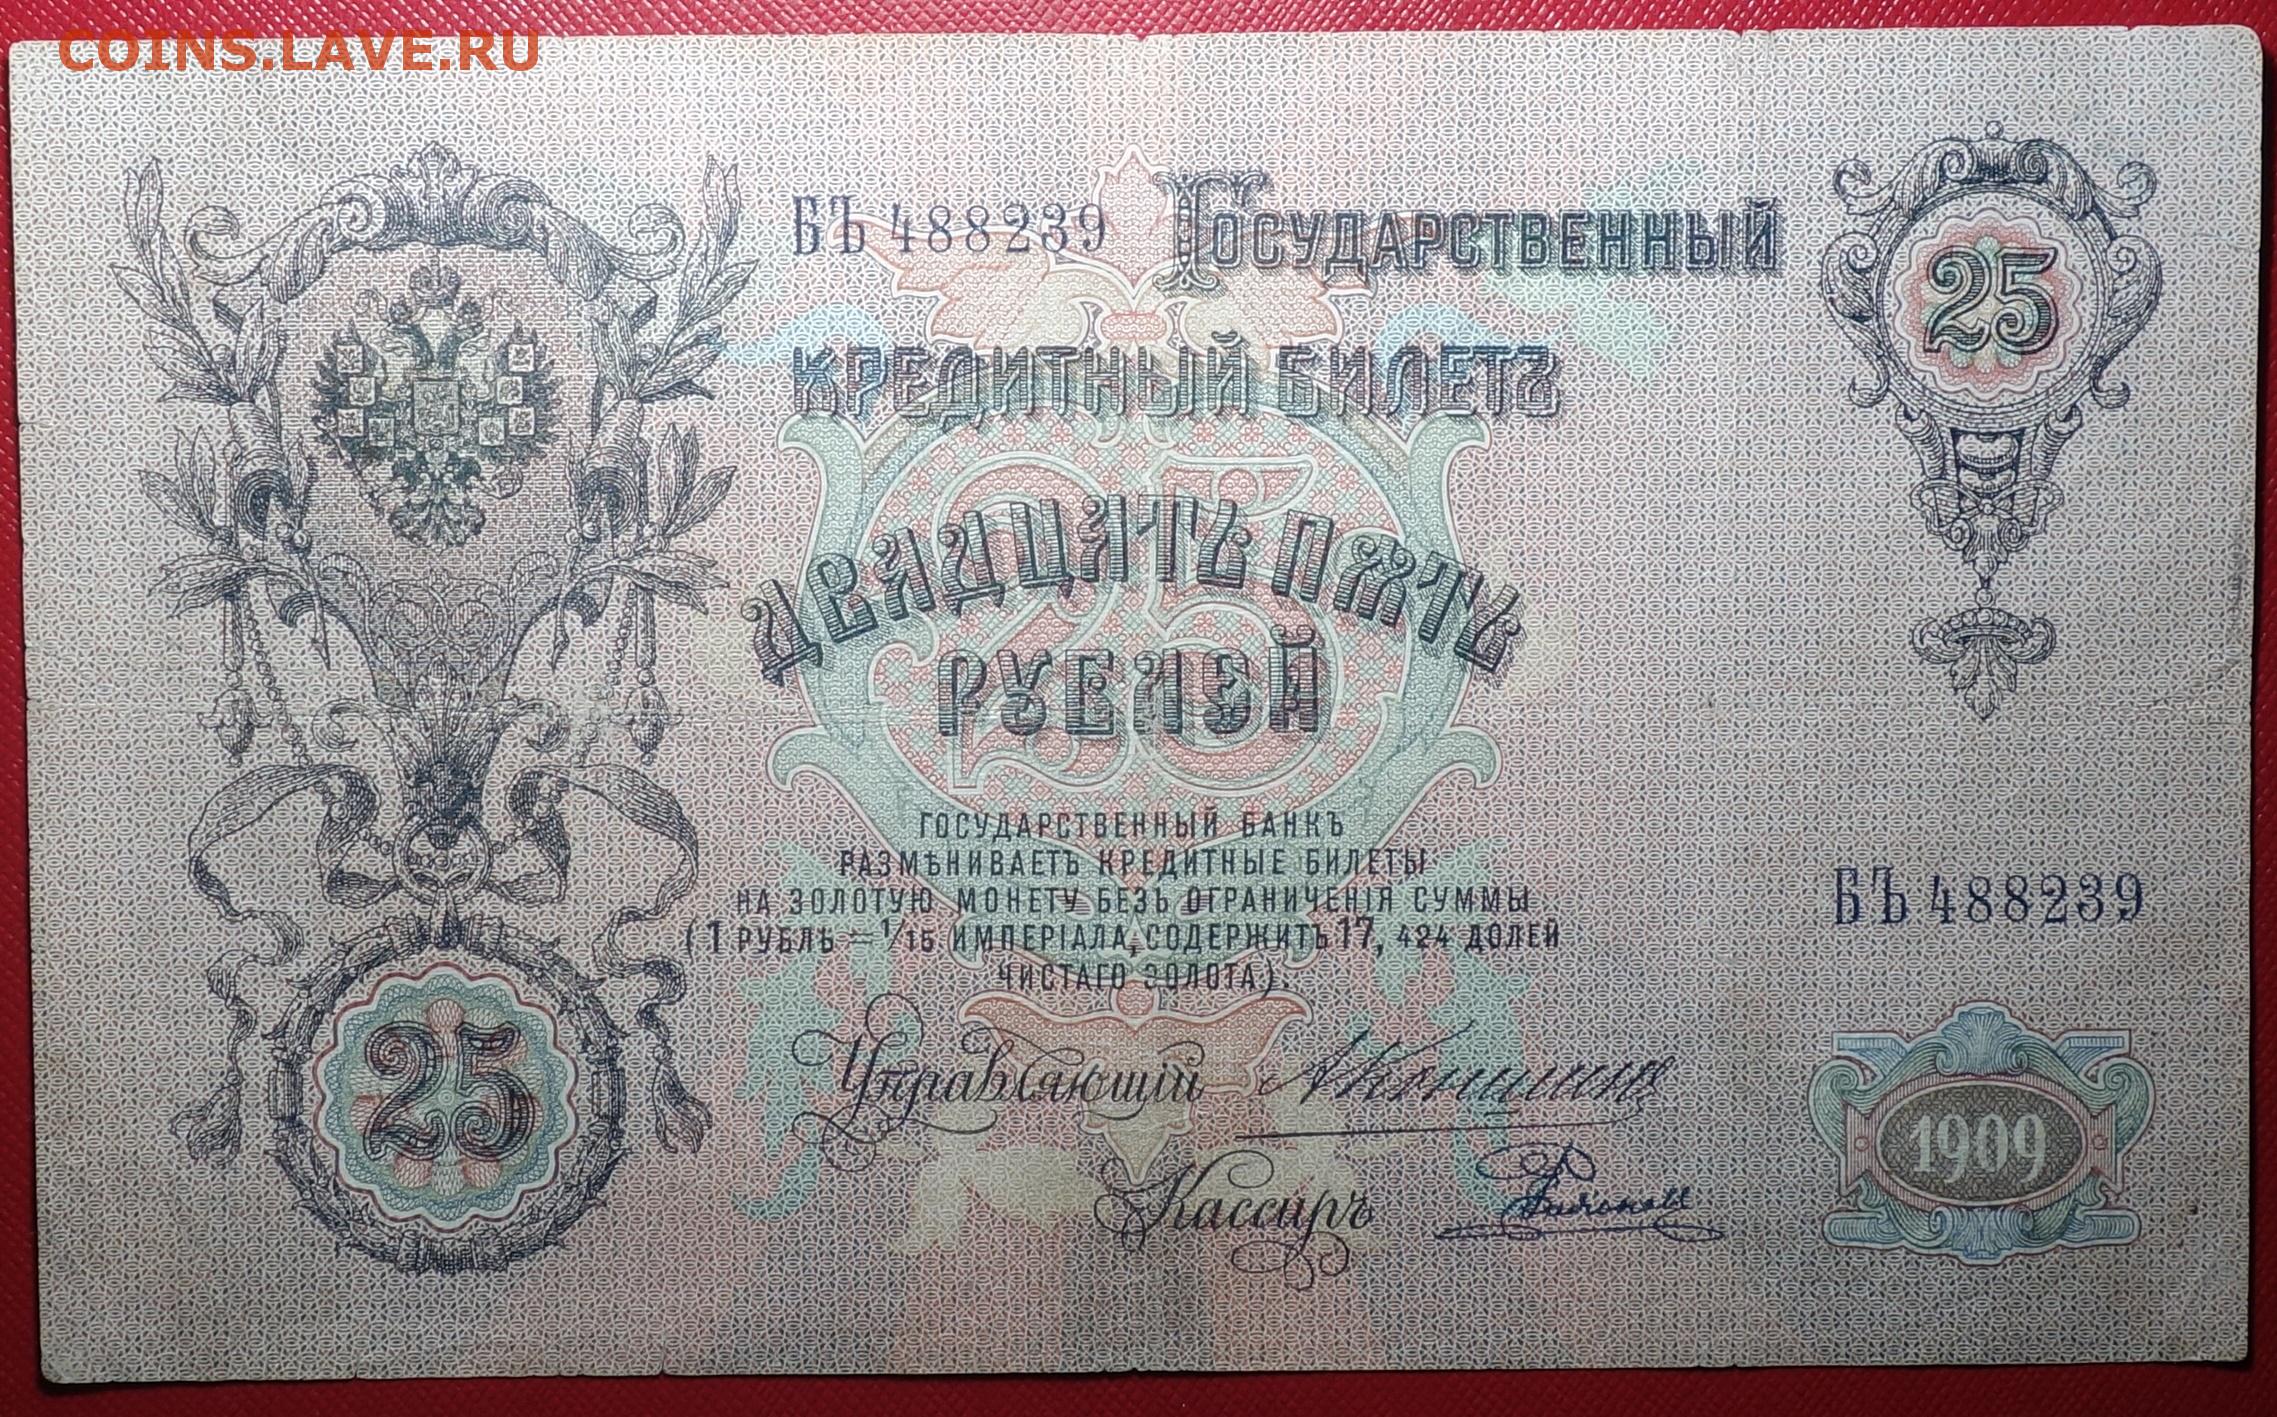 COINS.LAVE.RU
БЪ 488239
ГОСУДАРСТВЕННЫЙ
КРЕДИТНЫЙ БИЛЕТЪ
25
25
ДВАДЦАТЬ ПЯТЬ
РУБЛЕЙ
ГОСУДАРСТВЕННЫЙ БАНКЪ
РАЗМѢНИВАЕТЪ КРЕДИТНЫЕ БИЛЕТЫ
НА ЗОЛОТУЮ МОНЕТУ БЕЗЪ ОГРАНИЧЕНІЯ СУММЫ
(1 РУБЛЬ = 1/15 ИМПЕРІАЛА, СОДЕРЖИТЪ 17, 424 ДОЛЕЙ
ЧИСТАГО ЗОЛОТА).
БЪ 488239
25
Управляющій
Кассиръ
1909